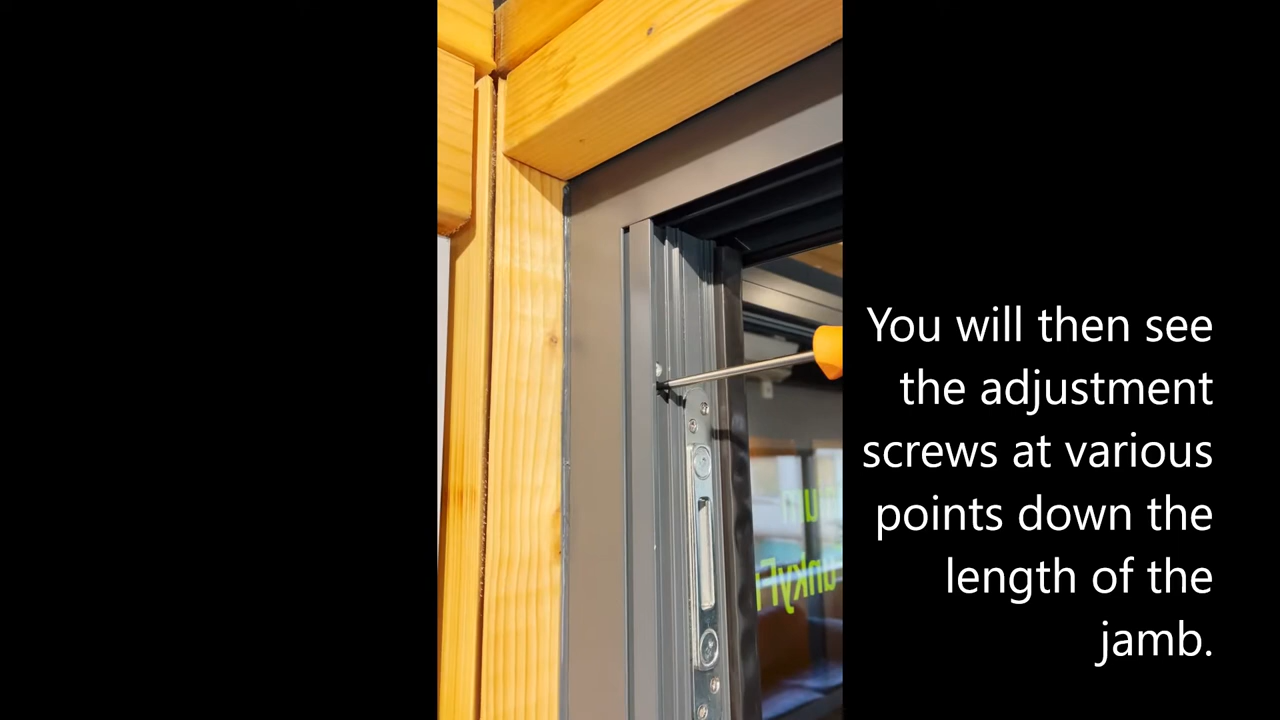 You will then see
the adjustment
screws at various
points down the
length of the
jamb.